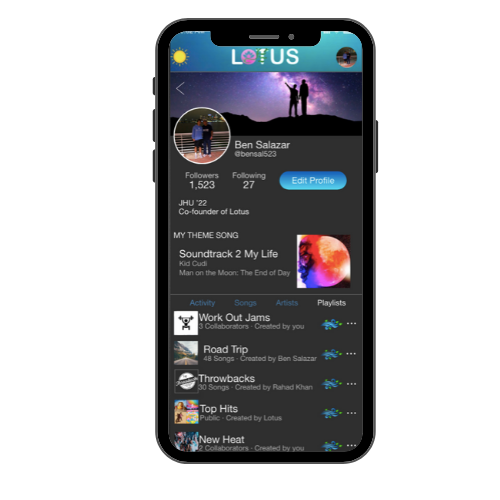 LOTUS
Ben Salazar
@bensal523
Followers
Following
1,523
27
Edit Profile
JHU '22
Co-founder of Lotus
MY THEME SONG
Soundtrack 2 My Life
Kid Cudi
Man on the Moon: The End of Day
Activity Songs Artists Playlists
Work Out Jams
3 Collaborators · Created by you
Road Trip
48 Songs · Created by Ben Salazar
Throwbacks
30 Songs · Created by Rahad Khan
Top Hits
Public · Created by Lotus
New Heat
2 Collaborators · Created by you